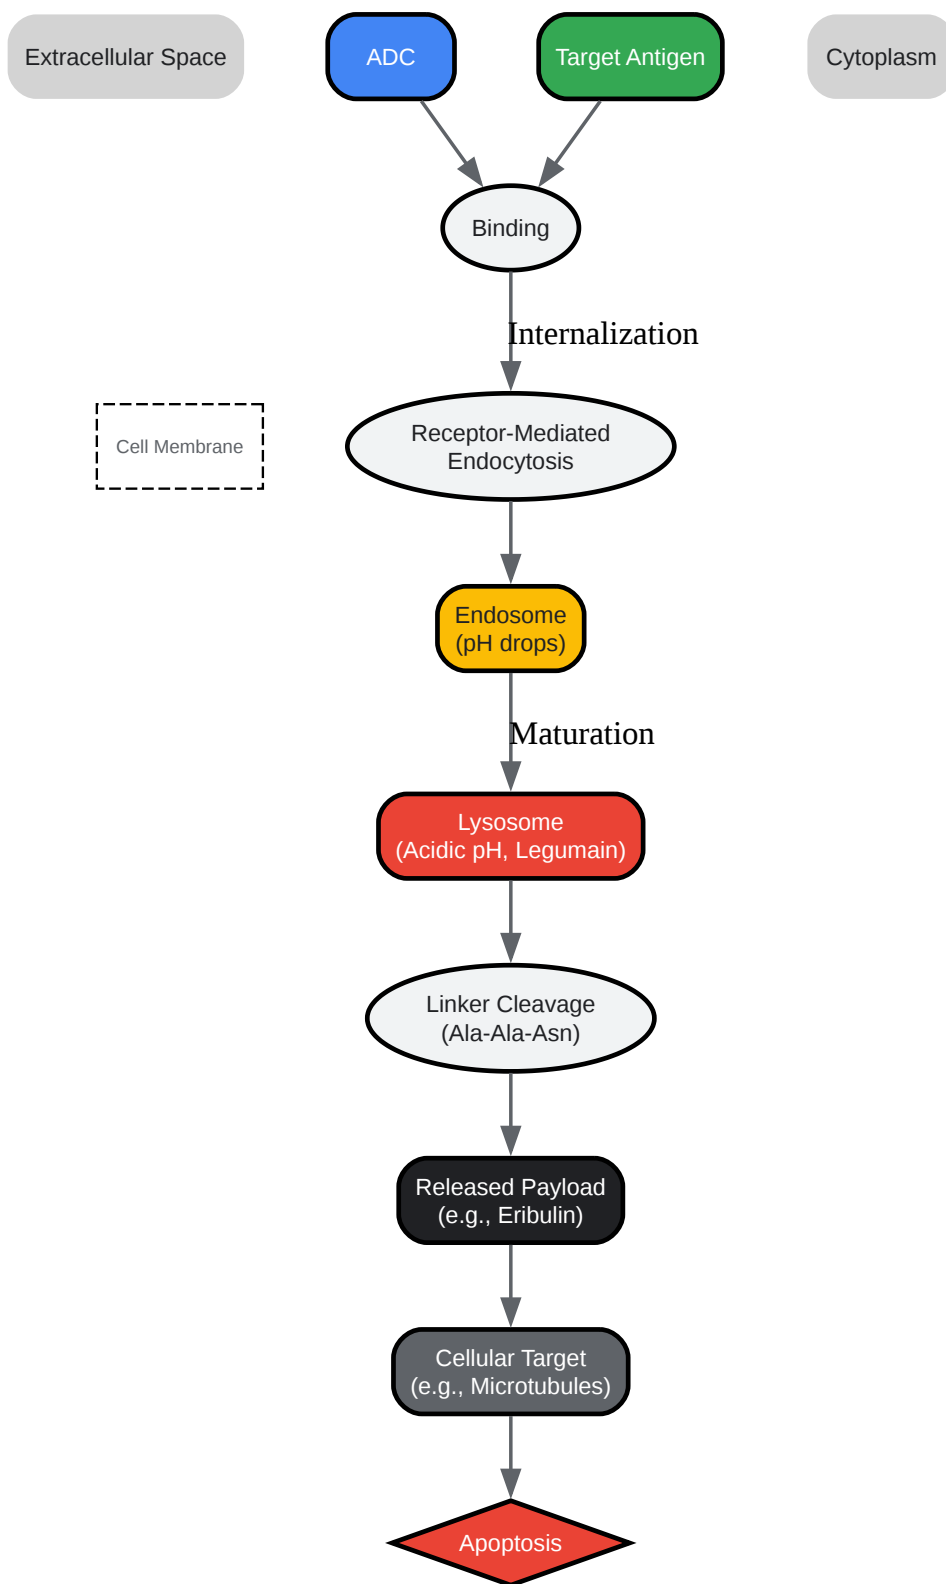 Extracellular Space
ADC
Target Antigen
Cytoplasm
Binding
Internalization
Cell Membrane
Receptor-Mediated
Endocytosis
Endosome
(pH drops)
Maturation
Lysosome
(Acidic pH, Legumain)
Linker Cleavage
(Ala-Ala-Asn)
Released Payload
(e.g., Eribulin)
Cellular Target
(e.g., Microtubules)
Apoptosis